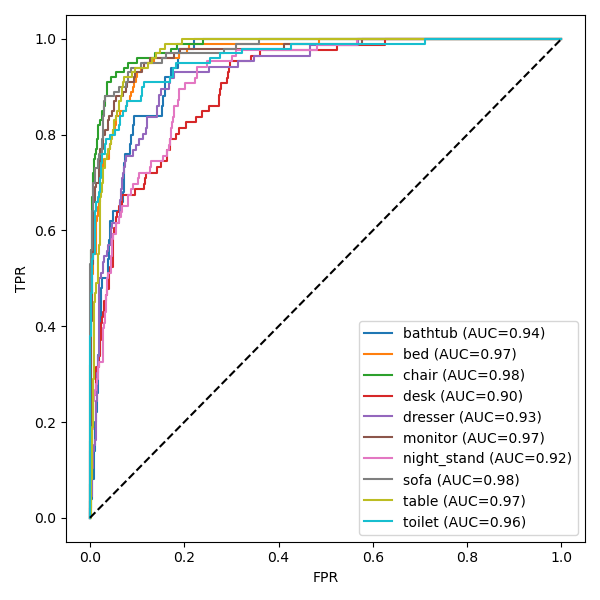 1.0
0.8
0.6
0.4
0.2
0.0
TPR
0.0 0.2 0.4 0.6 0.8 1.0
FPR
bathtub (AUC=0.94)
bed (AUC=0.97)
chair (AUC=0.98)
desk (AUC=0.90)
dresser (AUC=0.93)
monitor (AUC=0.97)
night_stand (AUC=0.92)
sofa (AUC=0.98)
table (AUC=0.97)
toilet (AUC=0.96)